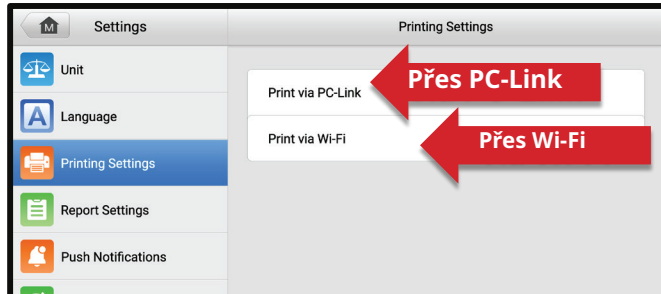 M
Settings
Printing Settings
Unit
A
Language
Printing Settings
Report Settings
Push Notifications
Print via PC-Link
Přes PC-Link
Print via Wi-Fi
Přes Wi-Fi